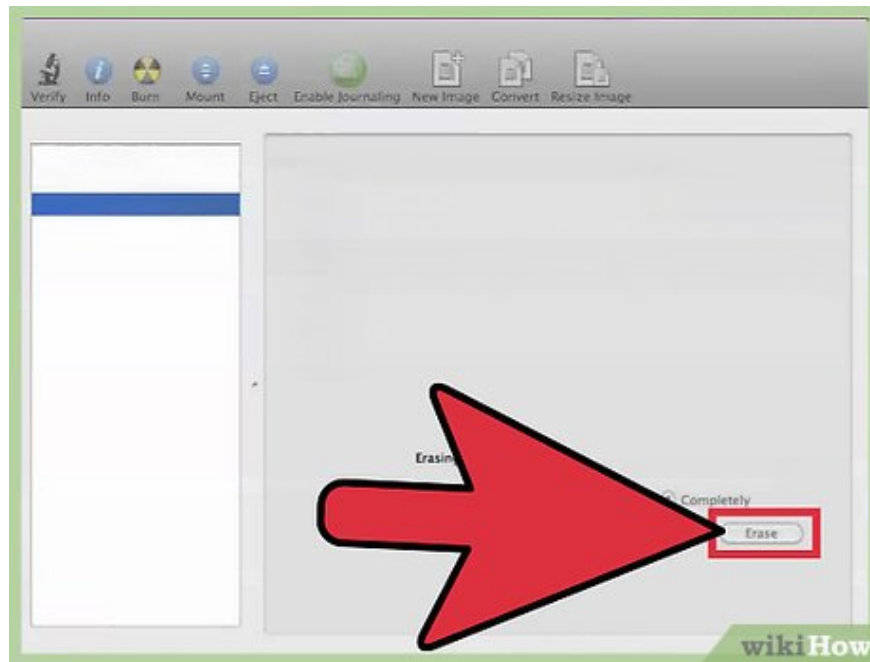 Verify Info Burn Mount Eject Enable Journaling New Image Convert Resize Image
Erasing
Completely
Erase
wikiHow